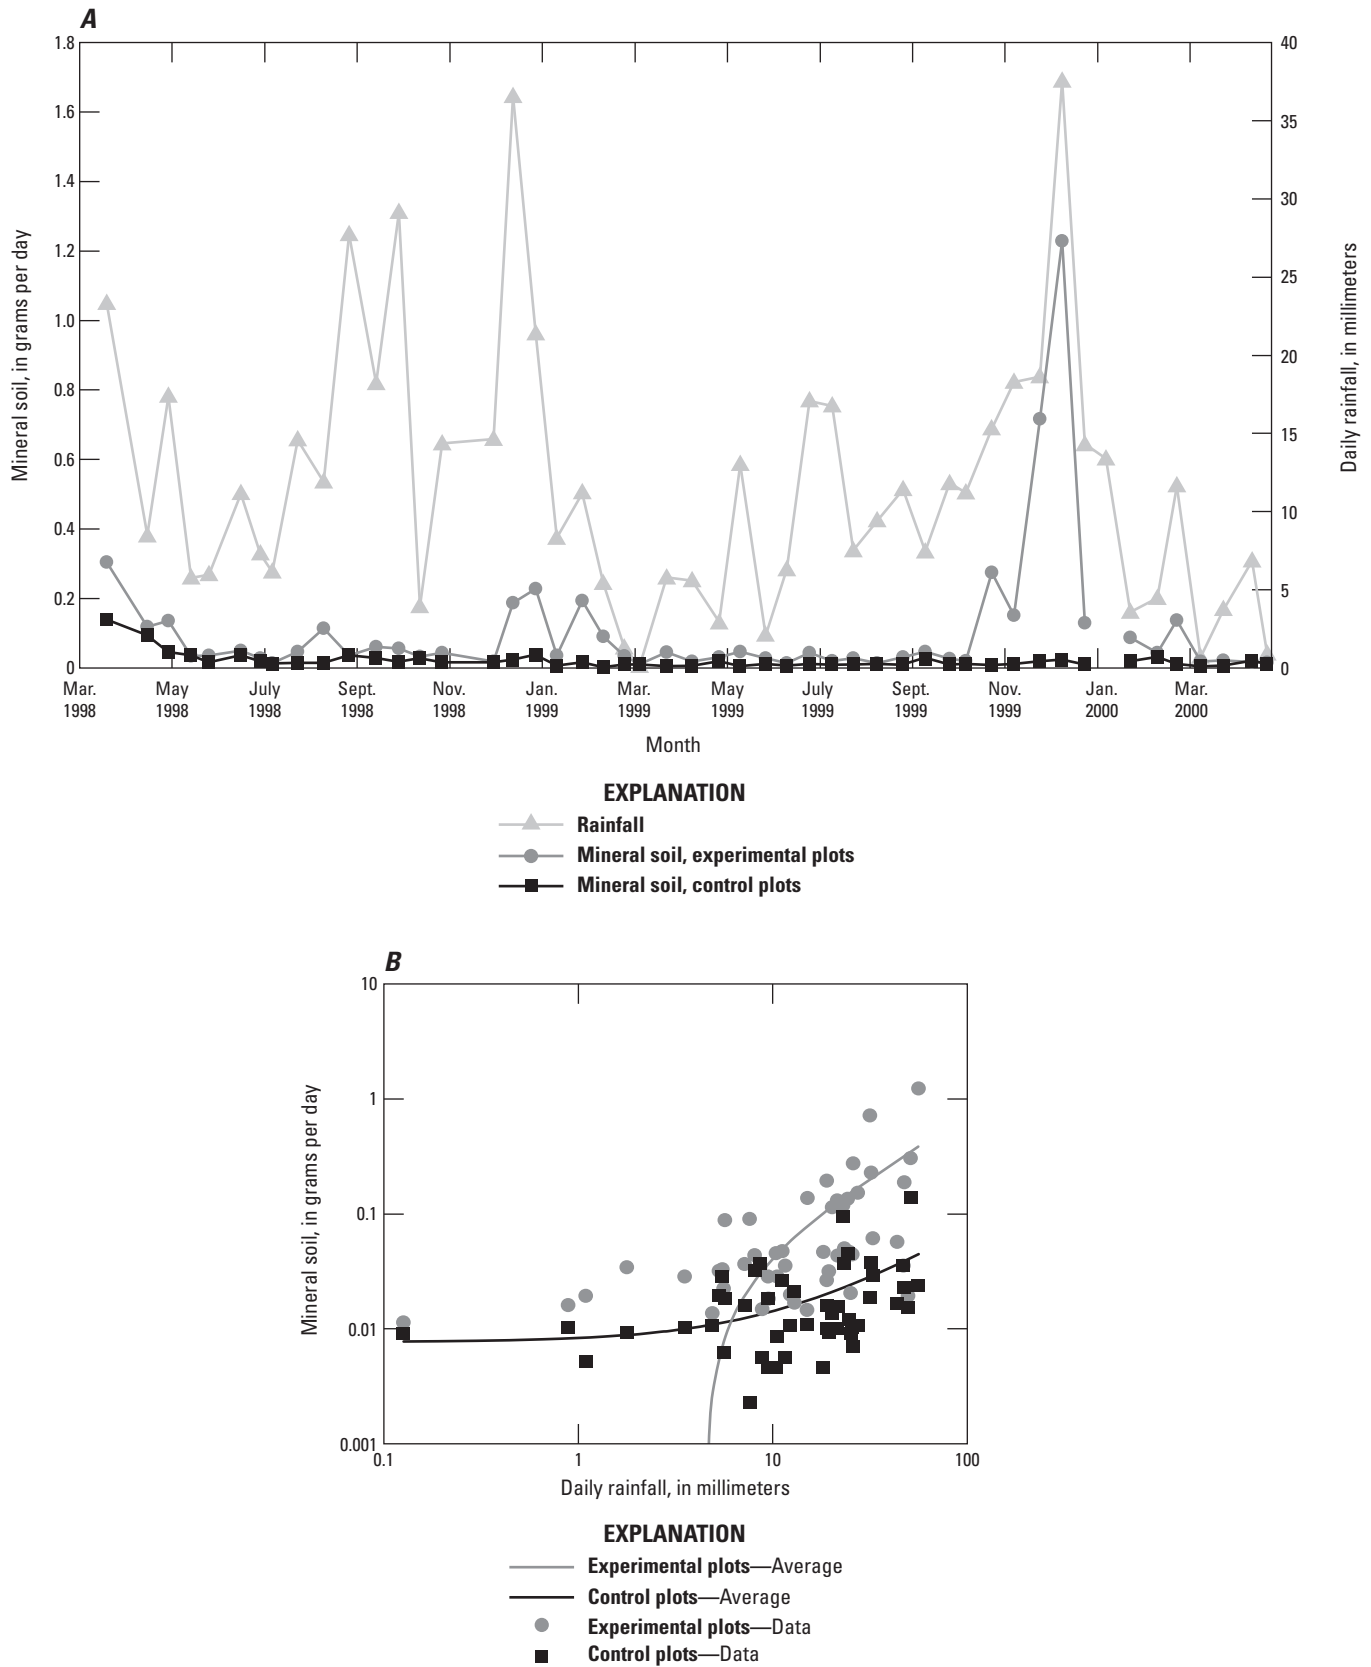 A
1.8
1.6
1.4
1.2
1.0
0.8
0.6
0.4
0.2
0
Mineral soil, in grams per day
40
35
30
25
20
15
10
5
0
Daily rainfall, in millimeters
Mar. May July Sept. Nov. Jan. Mar. May July Sept. Nov. Jan. Mar.
1998 1998 1998 1998 1998 1999 1999 1999 1999 1999 1999 2000 2000
Month
EXPLANATION
Rainfall
Mineral soil, experimental plots
Mineral soil, control plots
B
10
1
0.1
0.01
0.001
Mineral soil, in grams per day
0.1 1 10 100
Daily rainfall, in millimeters
EXPLANATION
Experimental plots—Average
Control plots—Average
Experimental plots—Data
Control plots—Data